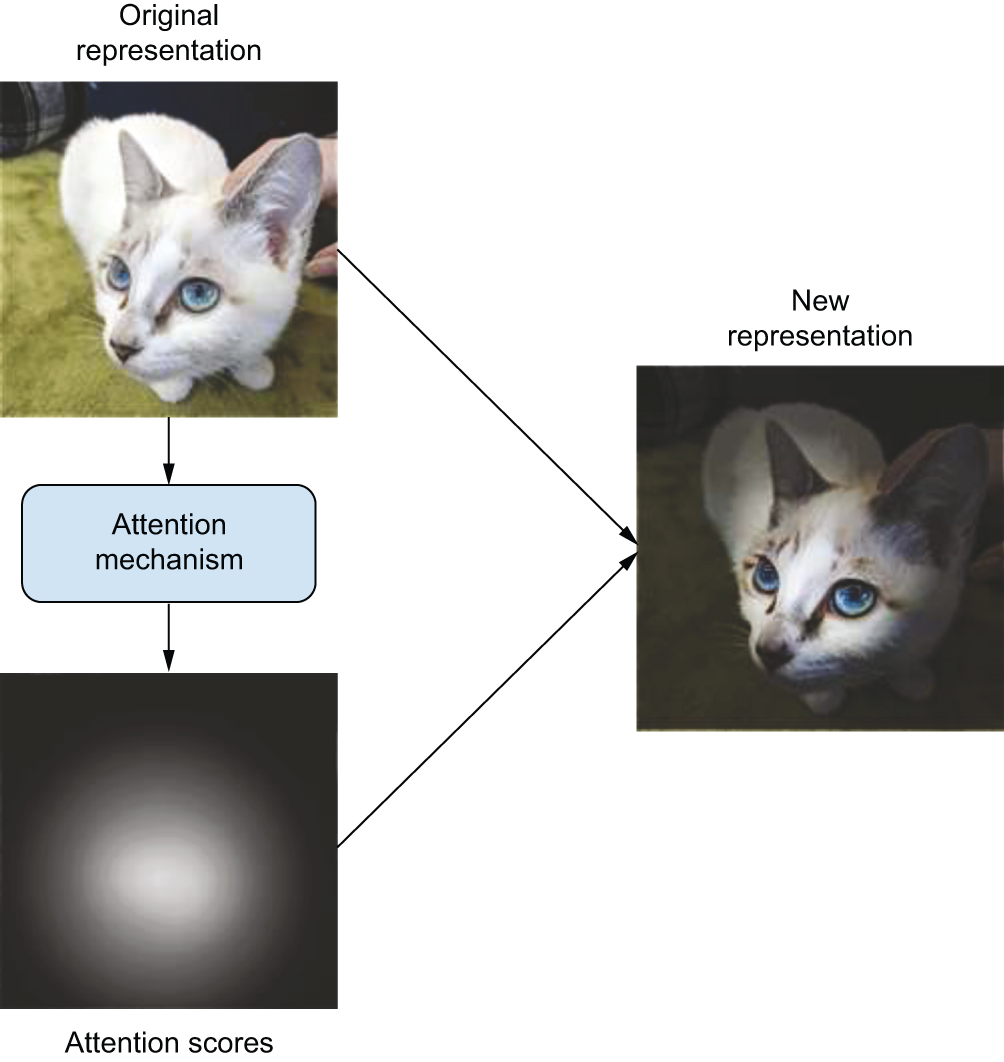 Original
representation
Attention
mechanism
Attention scores
New
representation